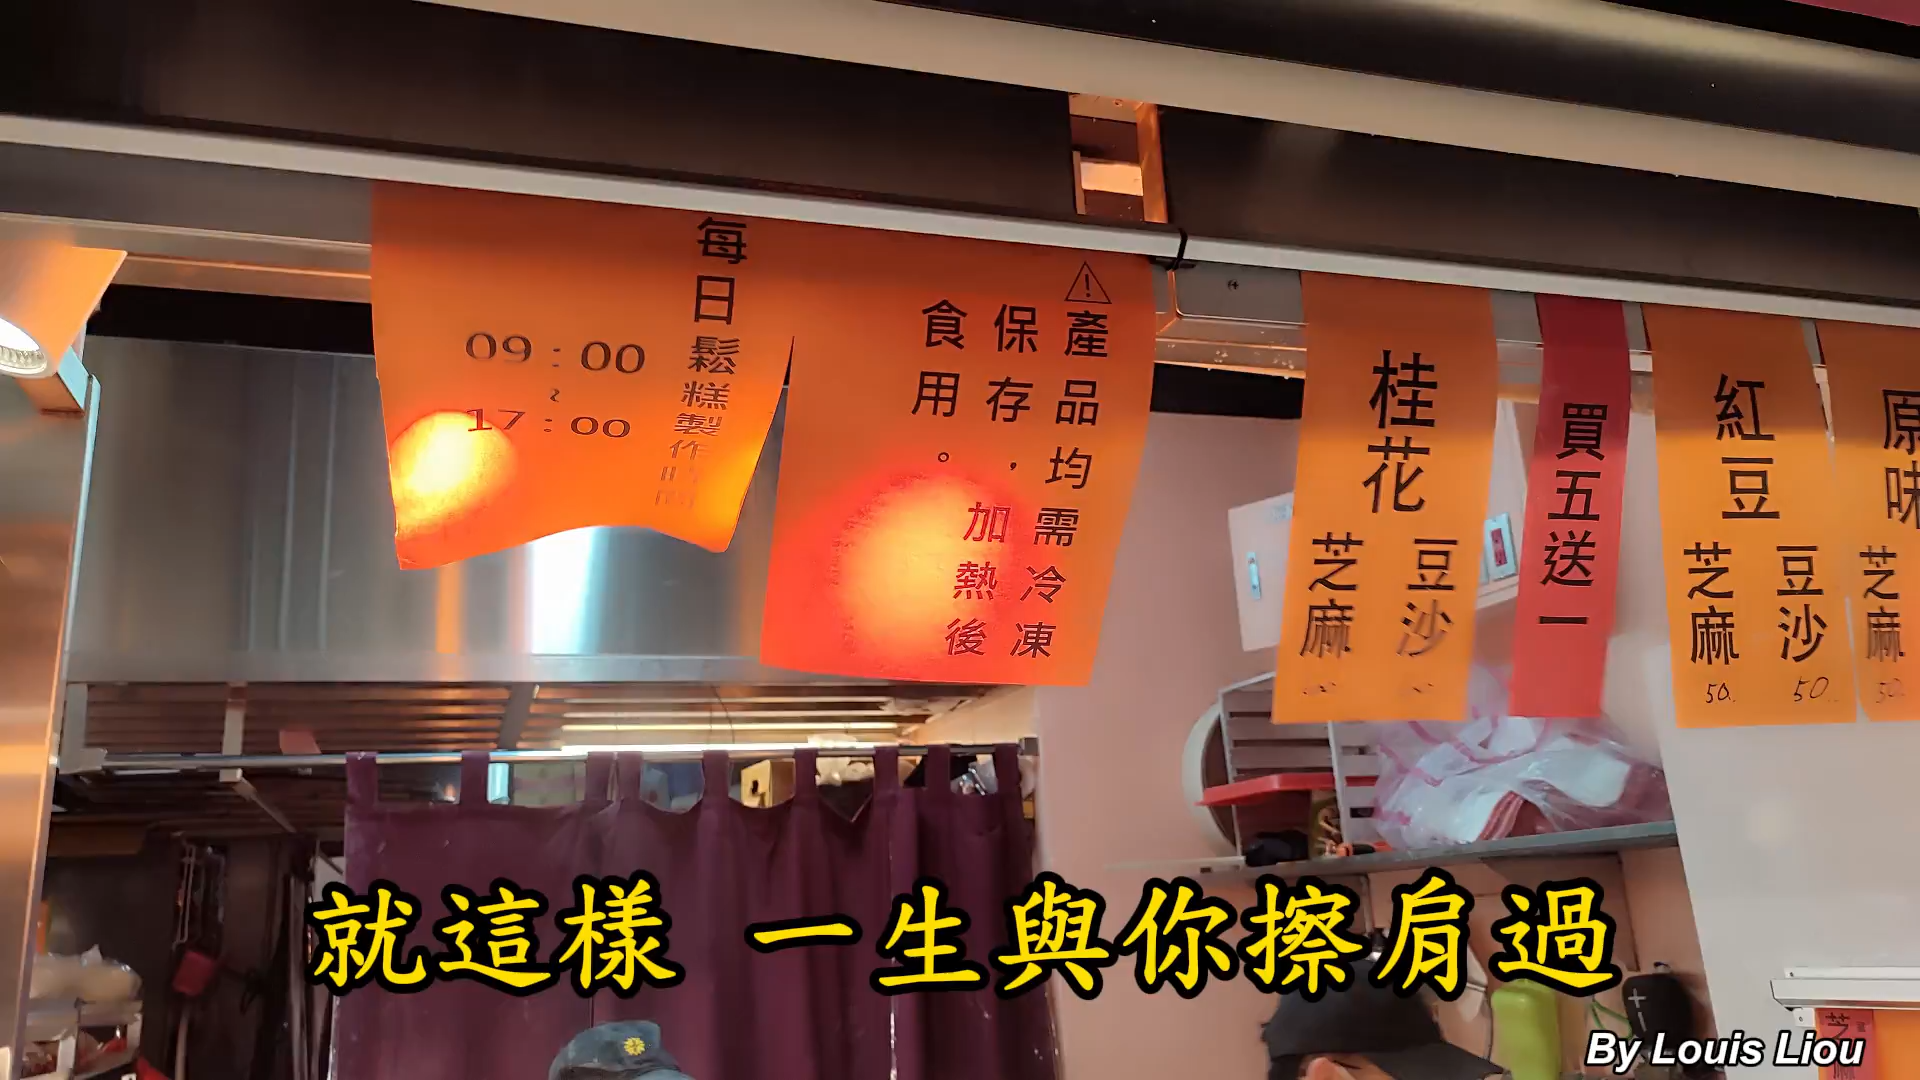 每日鬆糕製作時間
09:00
~
17:00
⚠產品均需冷凍
保存,加熱後
食用。
桂花
豆沙
芝麻
買五送一
紅豆
豆沙 50.
芝麻 50.
原味
芝麻
50.
就這樣 一生與你擦肩過
By Louis Liou